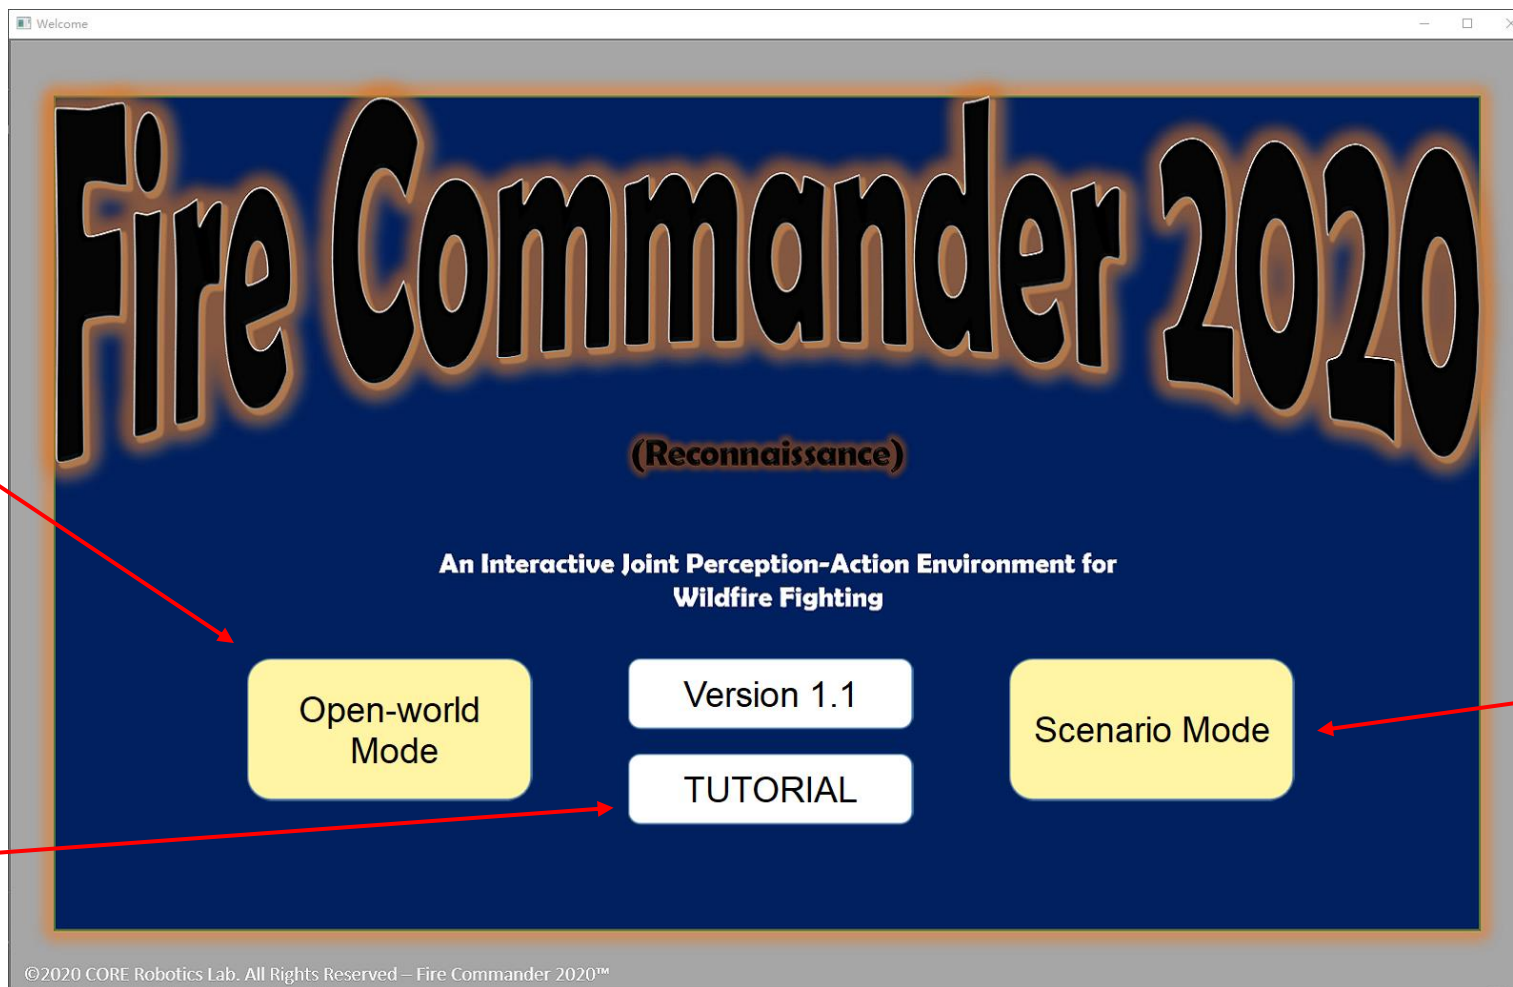 Welcome
Fire Commander 2020
(Reconnaissance)
An Interactive Joint Perception-Action Environment for
Wildfire Fighting
Open-world
Mode
Version 1.1
TUTORIAL
Scenario Mode
©2020 CORE Robotics Lab. All Rights Reserved – Fire Commander 2020™